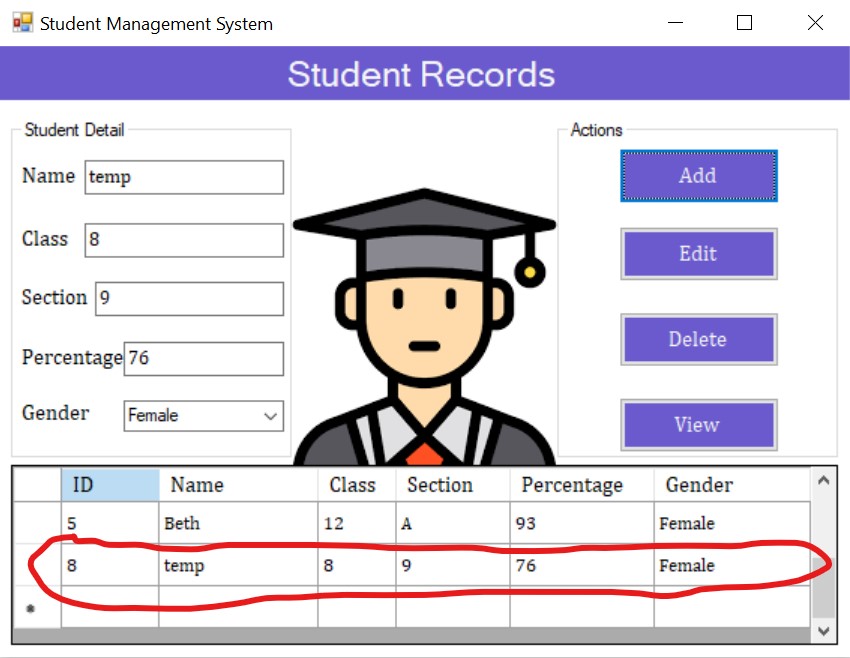 Student Management System
Student Records
Student Detail
Name temp
Class 8
Section 9
Percentage 76
Gender Female
Actions
Add
Edit
Delete
View
ID Name Class Section Percentage Gender
5 Beth 12 A 93 Female
8 temp 8 9 76 Female
*